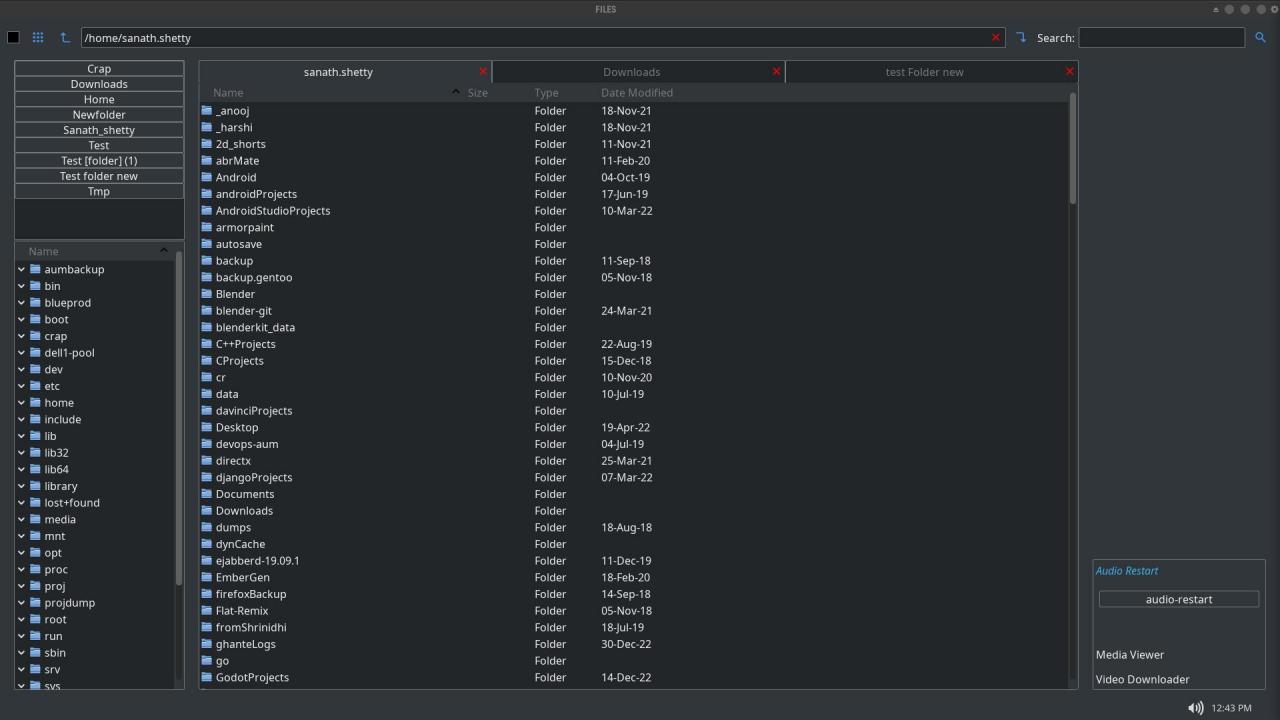 FILES
/home/sanath.shetty
Search:
Crap
Downloads
Home
Newfolder
Sanath_shetty
Test
Test [folder] (1)
Test folder new
Tmp
Name
aumbackup
bin
blueprod
boot
crap
dell1-pool
dev
etc
home
include
lib
lib32
lib64
library
lost+found
media
mnt
opt
proc
proj
projdump
root
run
sbin
srv
sys
sanath.shetty Downloads test Folder new
Name Size Type Date Modified
_anooj Folder 18-Nov-21
_harshi Folder 18-Nov-21
2d_shorts Folder 11-Nov-21
abrMate Folder 11-Feb-20
Android Folder 04-Oct-19
androidProjects Folder 17-Jun-19
AndroidStudioProjects Folder 10-Mar-22
armorpaint Folder
autosave Folder
backup Folder 11-Sep-18
backup.gentoo Folder 05-Nov-18
Blender Folder
blender-git Folder 24-Mar-21
blenderkit_data Folder
C++Projects Folder 22-Aug-19
CProjects Folder 15-Dec-18
cr Folder 10-Nov-20
data Folder 10-Jul-19
davinciProjects Folder
Desktop Folder 19-Apr-22
devops-aum Folder 04-Jul-19
directx Folder 25-Mar-21
djangoProjects Folder 07-Mar-22
Documents Folder
Downloads Folder
dumps Folder 18-Aug-18
dynCache Folder
ejabberd-19.09.1 Folder 11-Dec-19
EmberGen Folder 18-Feb-20
firefoxBackup Folder 14-Sep-18
Flat-Remix Folder 05-Nov-18
fromShrinidhi Folder 18-Jul-19
ghanteLogs Folder 30-Dec-22
go Folder
GodotProjects Folder 14-Dec-22
Audio Restart
audio-restart
Media Viewer
Video Downloader
12:43 PM